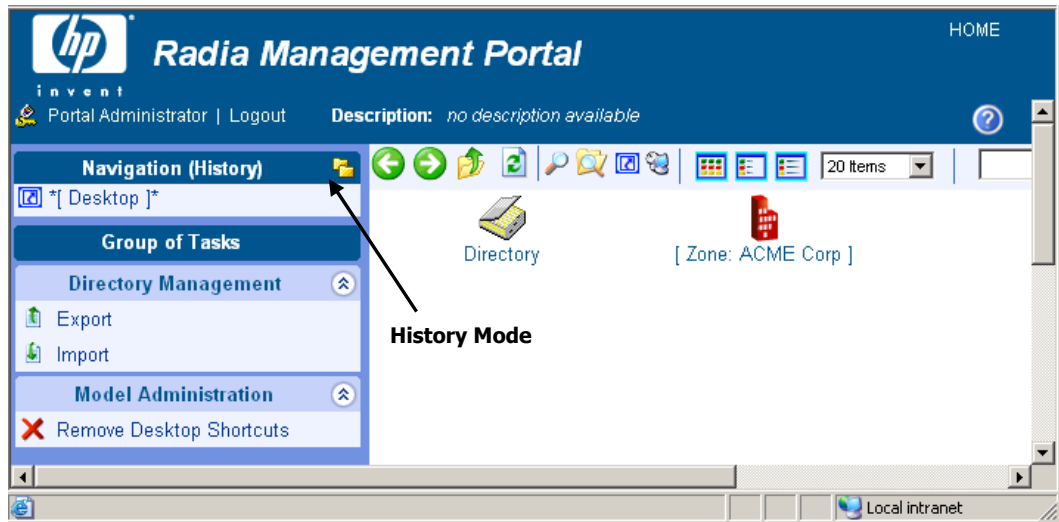 HOME
hp
Radia Management Portal
invent
Portal Administrator | Logout Description: no description available
?
Navigation (History)
20 Items
*[ Desktop ]*
Group of Tasks
Directory
[ Zone: ACME Corp ]
Directory Management
Export
History Mode
Import
Model Administration
Remove Desktop Shortcuts
Local intranet